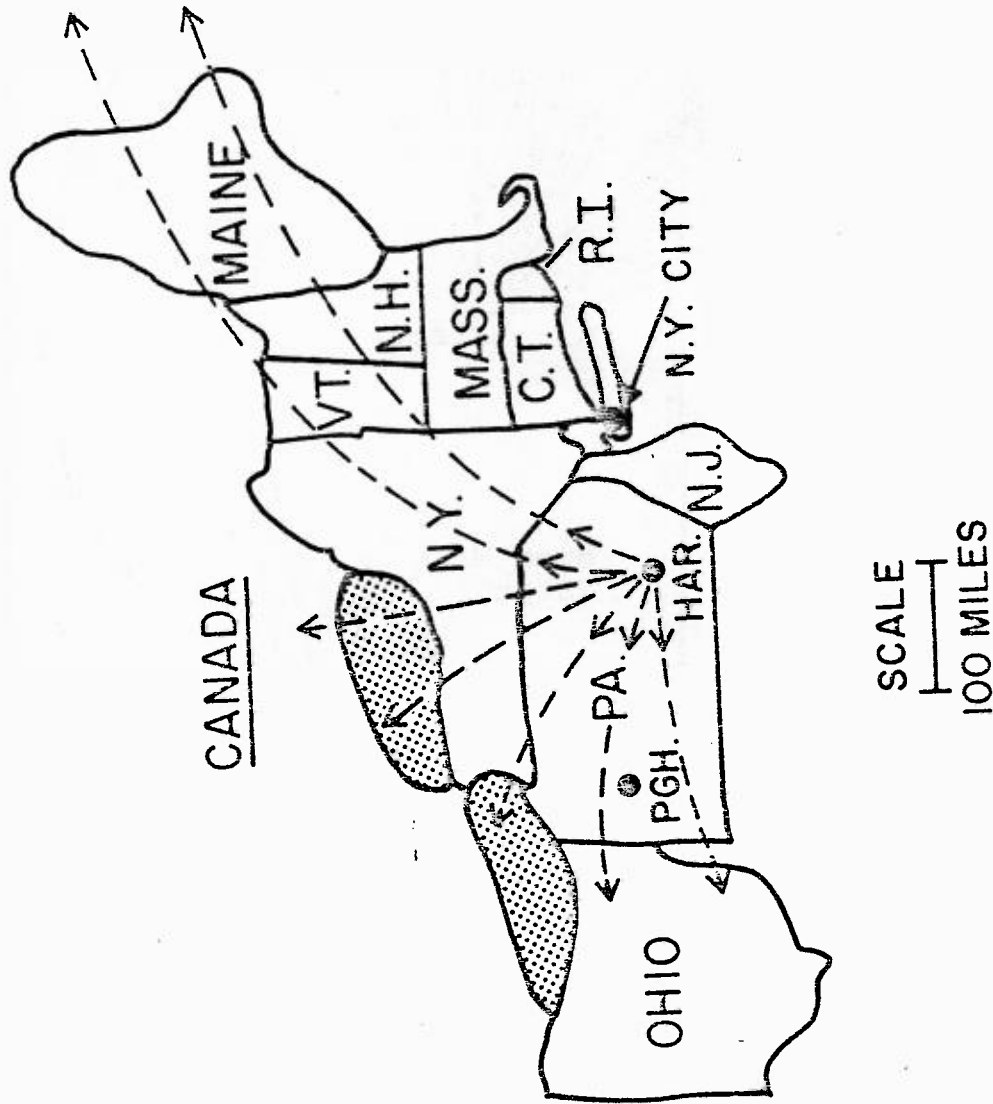 CANADA
MAINE
VT.
N.H.
N.Y.
MASS.
C.T.
R.I.
N.Y. CITY
N.J.
PA.
HAR.
PGH.
OHIO
SCALE
100 MILES